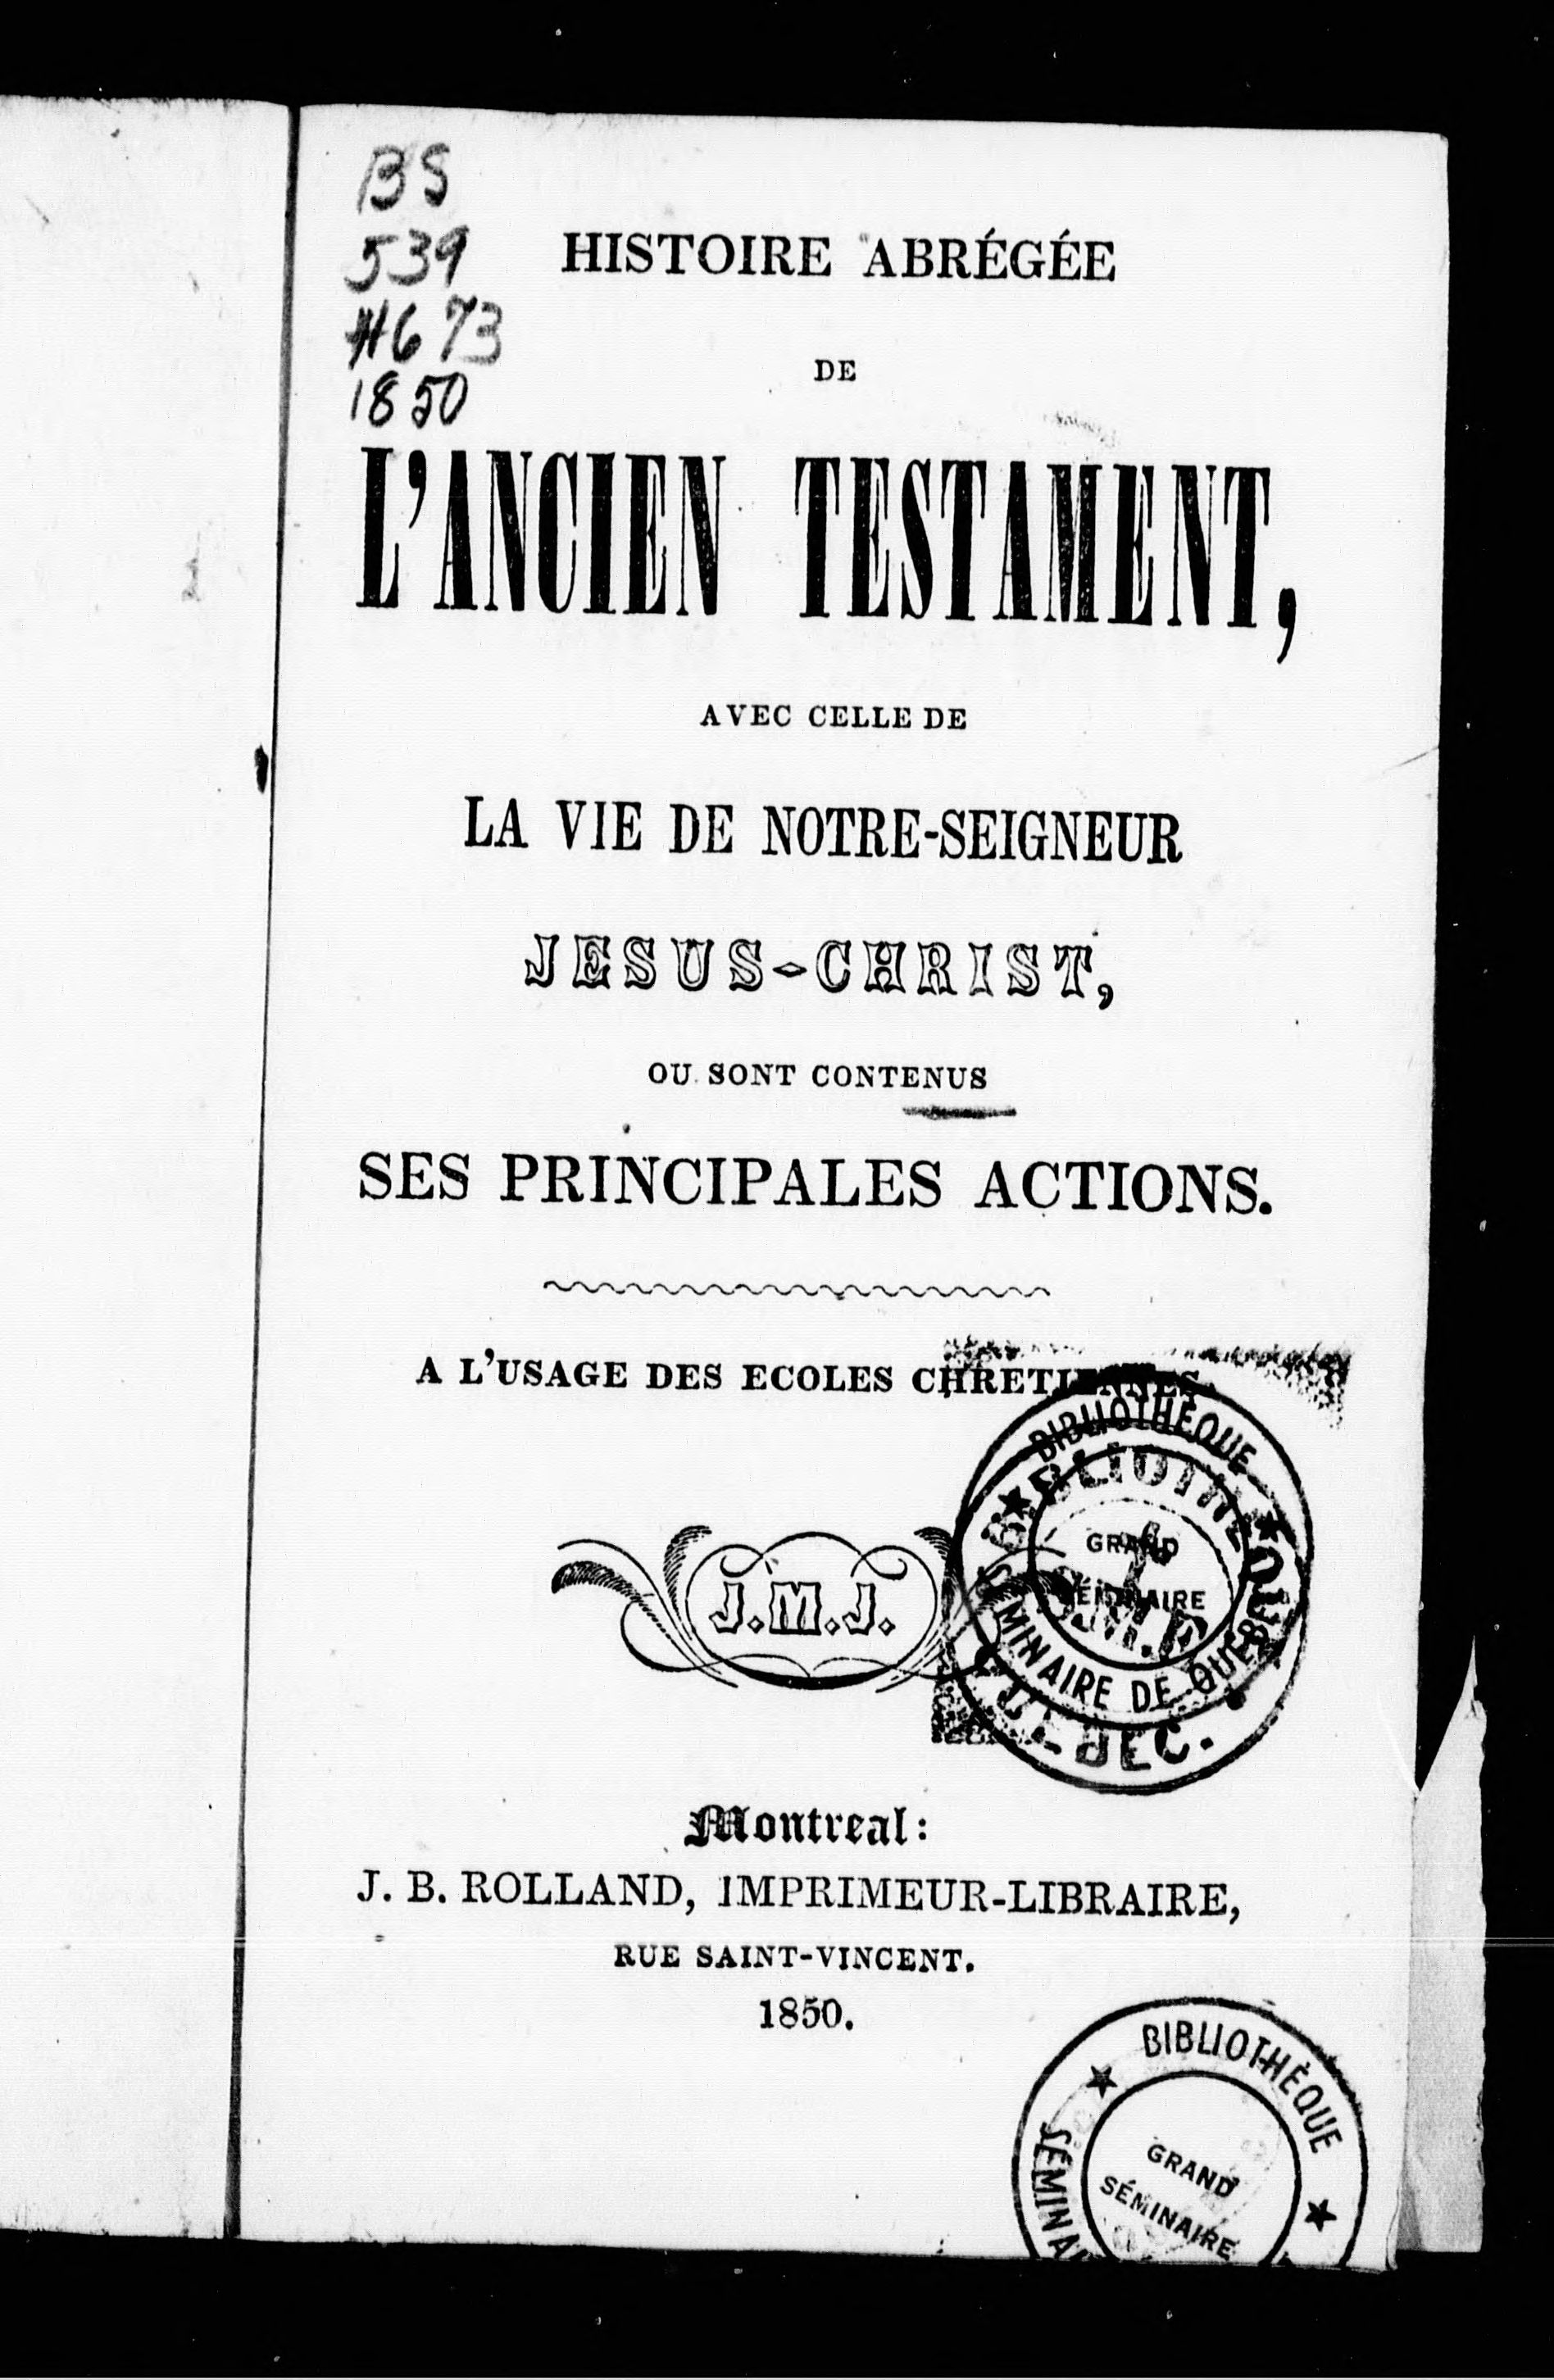 BS
539
H673
1850
HISTOIRE ABRÉGÉE
DE
L'ANCIEN TESTAMENT,
AVEC CELLE DE
LA VIE DE NOTRE-SEIGNEUR
JESUS-CHRIST,
OU SONT CONTENUS
SES PRINCIPALES ACTIONS.
A L'USAGE DES ECOLES CHRETIENNES.
BIBLIOTHÈQUE
GRAND
SÉMINAIRE
SÉMINAIRE DE QUÉBEC
J.M.J.
Montreal:
J. B. ROLLAND, IMPRIMEUR-LIBRAIRE,
RUE SAINT-VINCENT.
1850.
BIBLIOTHÈQUE
GRAND
SÉMINAIRE